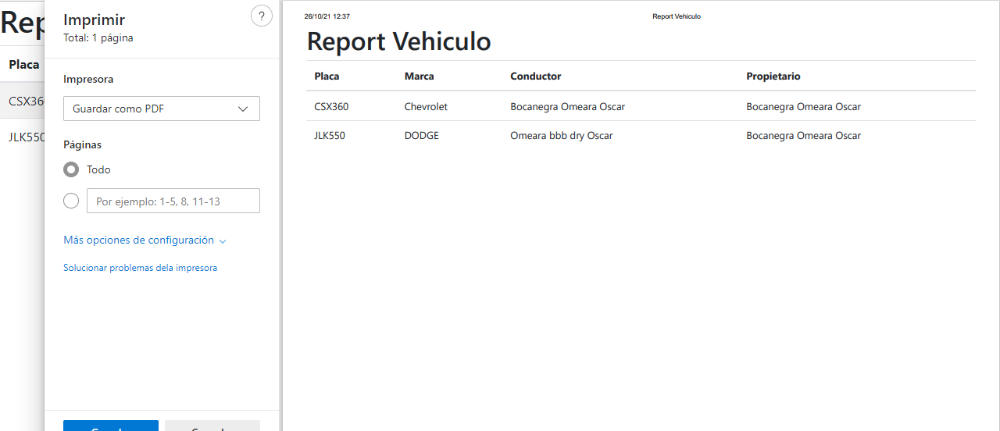 Rep
Placa
CSX36
JLK550
Imprimir
?
Total: 1 página
Impresora
Guardar como PDF
Páginas
Todo
Por ejemplo: 1-5, 8, 11-13
Más opciones de configuración
Solucionar problemas dela impresora
26/10/21 12:37 Report Vehiculo
Report Vehiculo
Placa Marca Conductor Propietario
CSX360 Chevrolet Bocanegra Omeara Oscar Bocanegra Omeara Oscar
JLK550 DODGE Omeara bbb dry Oscar Bocanegra Omeara Oscar